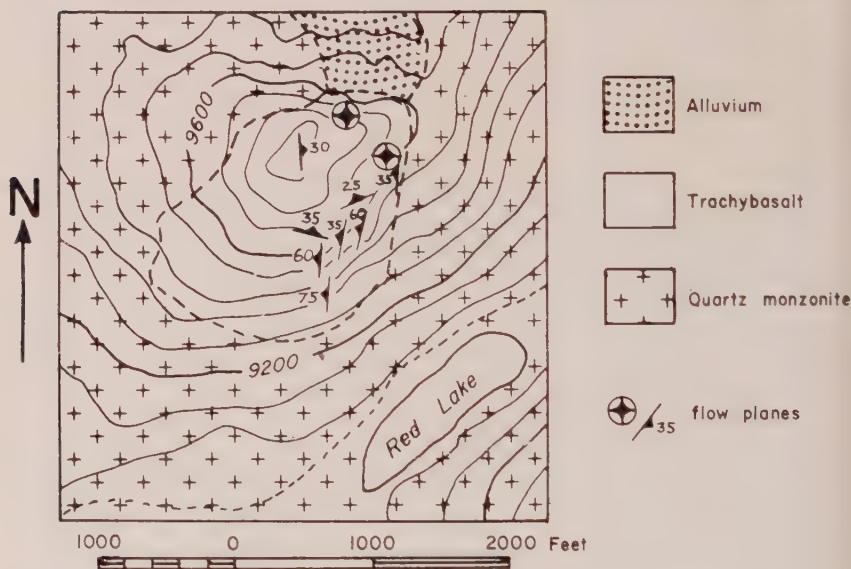 9600
30
35
25
35
35
60
60
75
9200
Red Lake
N
1000 0 1000 2000 Feet
Alluvium
Trachybasalt
Quartz monzonite
35 flow planes